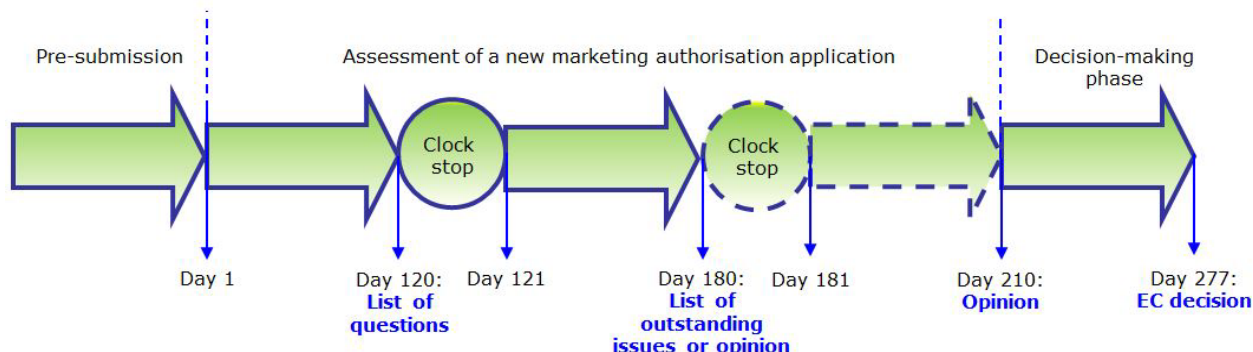 Pre-submission
Assessment of a new marketing authorisation application
Decision-making
phase
Clock
stop
Clock
stop
Day 1
Day 120:
List of
questions
Day 121
Day 180:
List of
outstanding
issues or opinion
Day 181
Day 210:
Opinion
Day 277:
EC decision